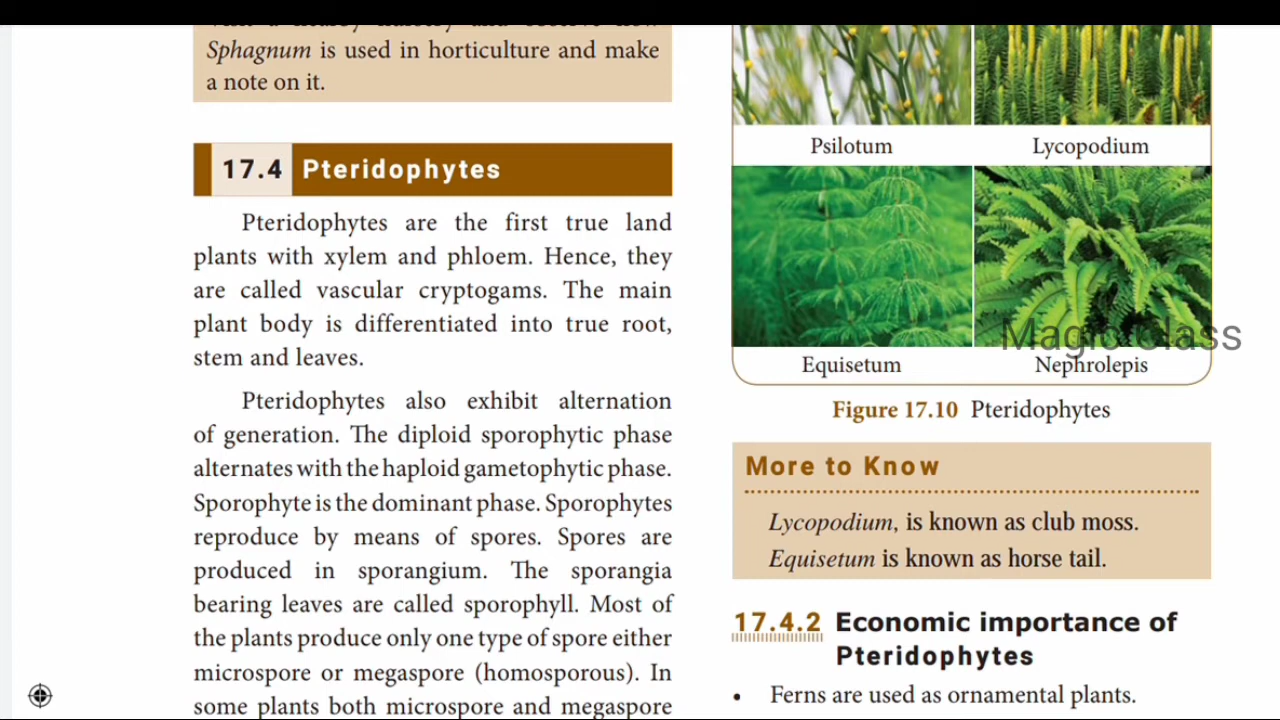 Sphagnum is used in horticulture and make
a note on it.
17.4 Pteridophytes
Pteridophytes are the first true land
plants with xylem and phloem. Hence, they
are called vascular cryptogams. The main
plant body is differentiated into true root,
stem and leaves.
Pteridophytes also exhibit alternation
of generation. The diploid sporophytic phase
alternates with the haploid gametophytic phase.
Sporophyte is the dominant phase. Sporophytes
reproduce by means of spores. Spores are
produced in sporangium. The sporangia
bearing leaves are called sporophyll. Most of
the plants produce only one type of spore either
microspore or megaspore (homosporous). In
some plants both microspore and megaspore
Psilotum
Lycopodium
Magic Class
Equisetum
Nephrolepis
Figure 17.10 Pteridophytes
More to Know
Lycopodium, is known as club moss.
Equisetum is known as horse tail.
17.4.2 Economic importance of
Pteridophytes
• Ferns are used as ornamental plants.